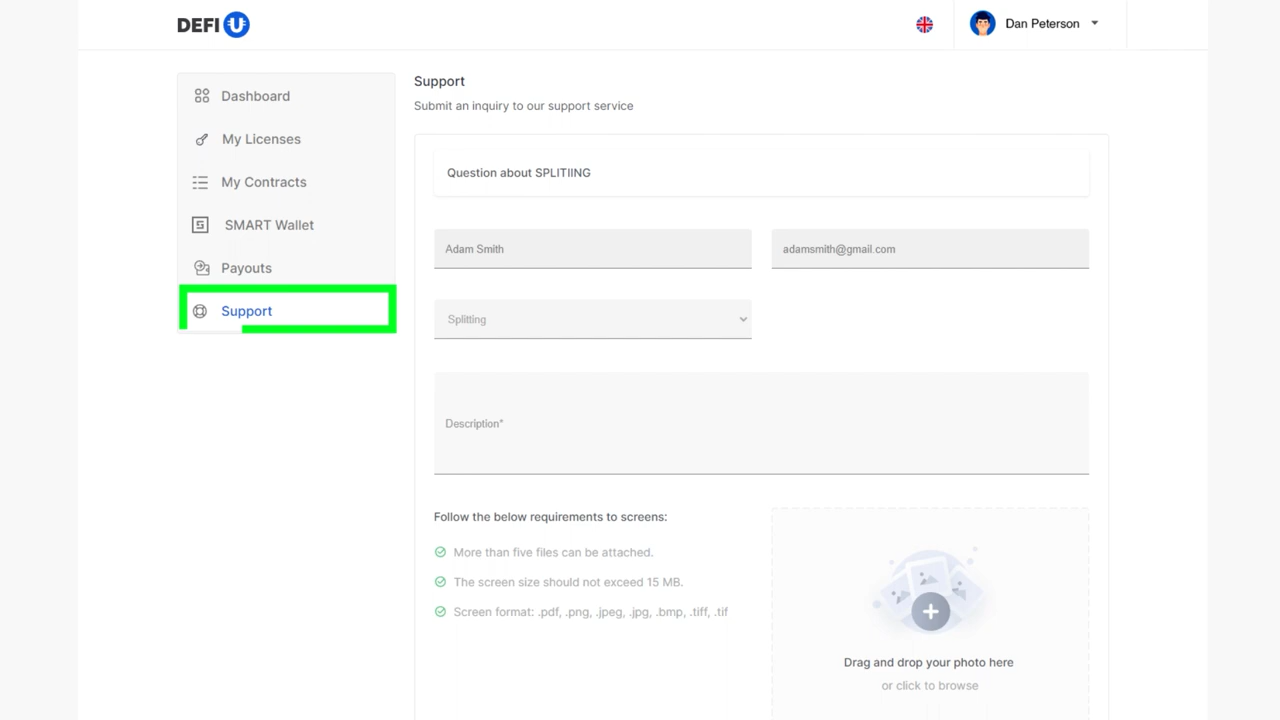 DEFI U
Dan Peterson
Dashboard
My Licenses
My Contracts
SMART Wallet
Payouts
Support
Support
Submit an inquiry to our support service
Question about SPLITIING
Adam Smith
adamsmith@gmail.com
Splitting
Description*
Follow the below requirements to screens:
More than five files can be attached.
The screen size should not exceed 15 MB.
Screen format: .pdf, .png, .jpeg, .jpg, .bmp, .tiff, .tif
Drag and drop your photo here
or click to browse